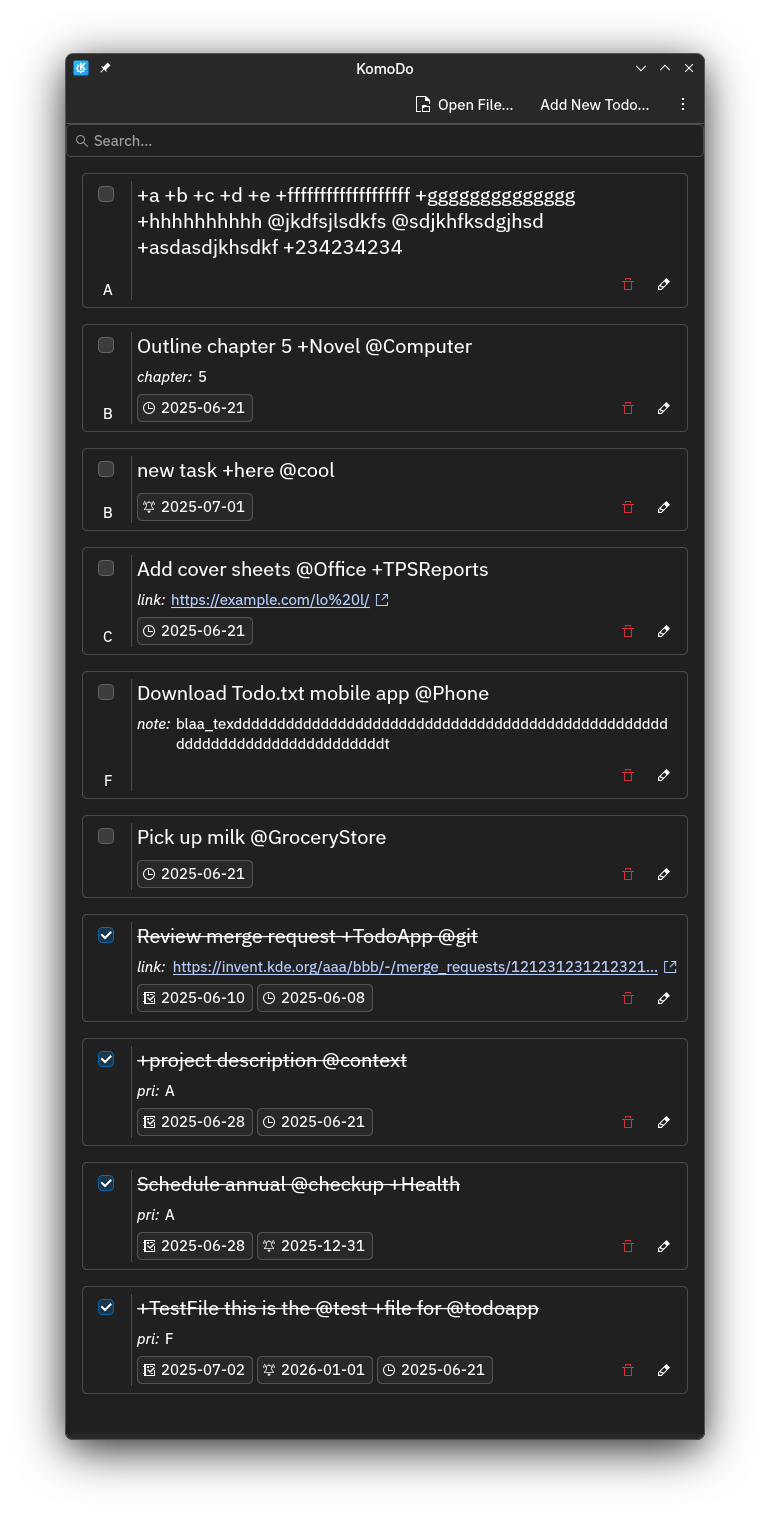 KomoDo
Open File... Add New Todo...
Search...
+a +b +c +d +e +fffffffffffffffffff +gggggggggggggg
+hhhhhhhhhh @jkdfsjlsdkfs @sdjkhfksdgjhsd
+asdasdjkhsdkf +234234234
A
Outline chapter 5 +Novel @Computer
chapter: 5
2025-06-21
B
new task +here @cool
2025-07-01
B
Add cover sheets @Office +TPSReports
link: https://example.com/lo%20l/
2025-06-21
C
Download Todo.txt mobile app @Phone
note: blaa_texdddddddddddddddddddddddddddddddddddddddddddddddddd
ddddddddddddddddddddddddt
F
Pick up milk @GroceryStore
2025-06-21
Review merge request +TodoApp @git
link: https://invent.kde.org/aaa/bbb/-/merge_requests/121231231212321...
2025-06-10 2025-06-08
+project description @context
pri: A
2025-06-28 2025-06-21
Schedule annual @checkup +Health
pri: A
2025-06-28 2025-12-31
+TestFile this is the @test +file for @todoapp
pri: F
2025-07-02 2026-01-01 2025-06-21